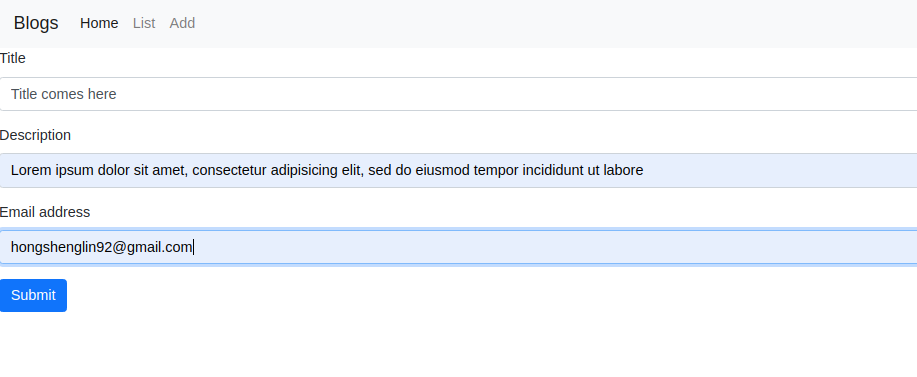 Blogs Home List Add
Title
Title comes here
Description
Lorem ipsum dolor sit amet, consectetur adipisicing elit, sed do eiusmod tempor incididunt ut labore
Email address
hongshenglin92@gmail.com
Submit